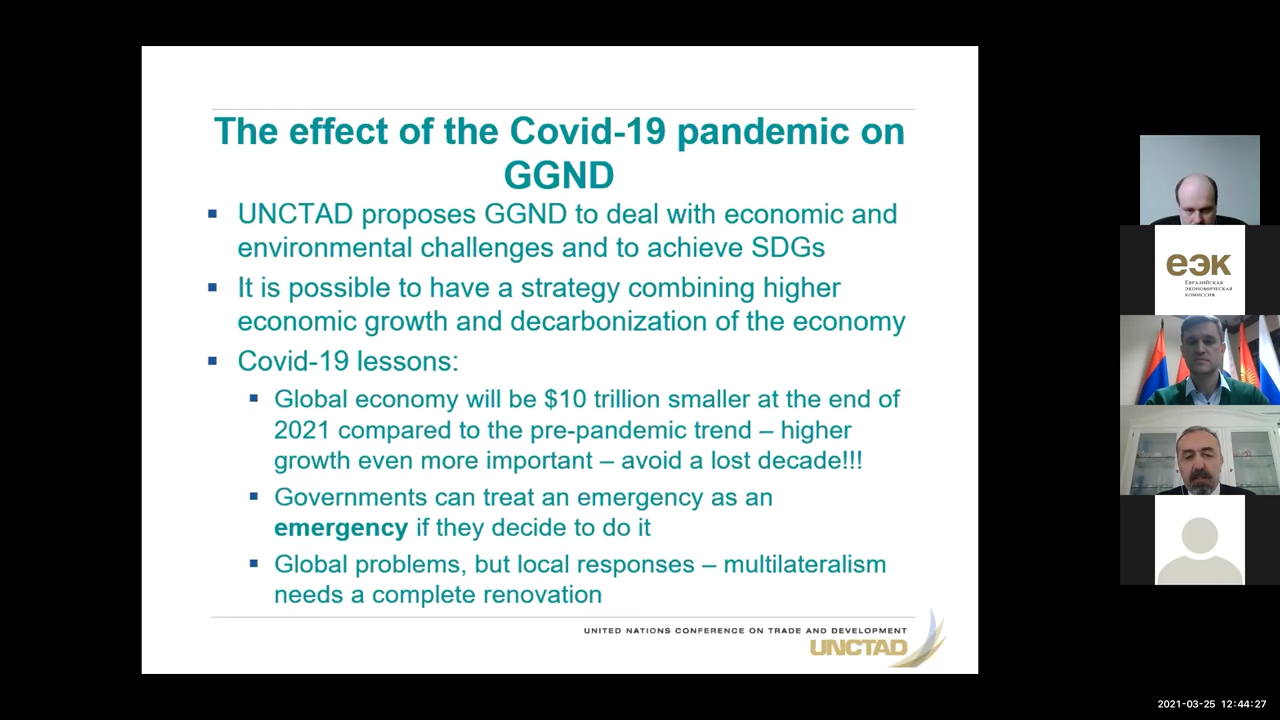 The effect of the Covid-19 pandemic on
GGND
▪ UNCTAD proposes GGND to deal with economic and
environmental challenges and to achieve SDGs
▪ It is possible to have a strategy combining higher
economic growth and decarbonization of the economy
▪ Covid-19 lessons:
▪ Global economy will be $10 trillion smaller at the end of
2021 compared to the pre-pandemic trend – higher
growth even more important – avoid a lost decade!!!
▪ Governments can treat an emergency as an
emergency if they decide to do it
▪ Global problems, but local responses – multilateralism
needs a complete renovation
UNITED NATIONS CONFERENCE ON TRADE AND DEVELOPMENT
UNCTAD
еэк
Евразийская
экономическая
комиссия
2021-03-25 12:44:27